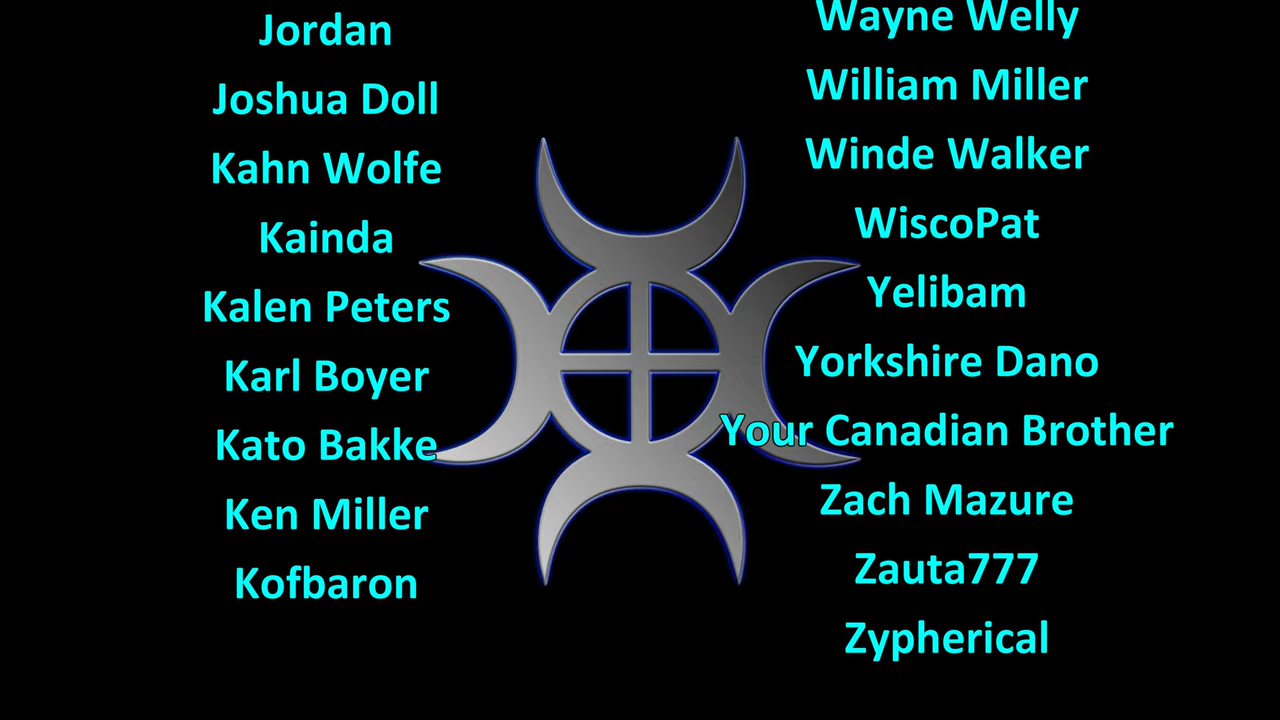 Jordan
Joshua Doll
Kahn Wolfe
Kainda
Kalen Peters
Karl Boyer
Kato Bakke
Ken Miller
Kofbaron
Wayne Welly
William Miller
Winde Walker
WiscoPat
Yelibam
Yorkshire Dano
Your Canadian Brother
Zach Mazure
Zauta777
Zypherical